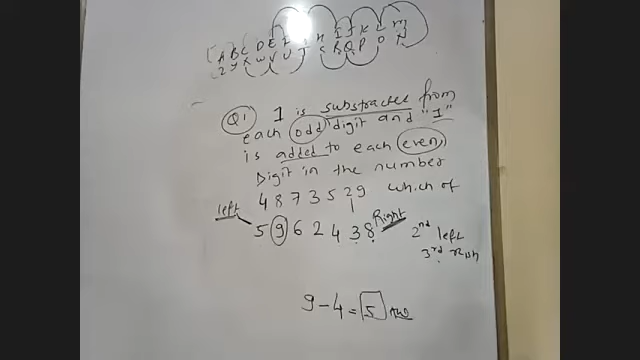 A B C D E F G H I J K L M
Z Y X W V U T S R Q P O N
Q1 1 is substracted from
each odd digit and "1"
is added to each even
Digit in the number
4 8 7 3 5 2 9 which of
left 5 9 6 2 4 3 8 Right
2nd left
3rd
9-4=5 Ans